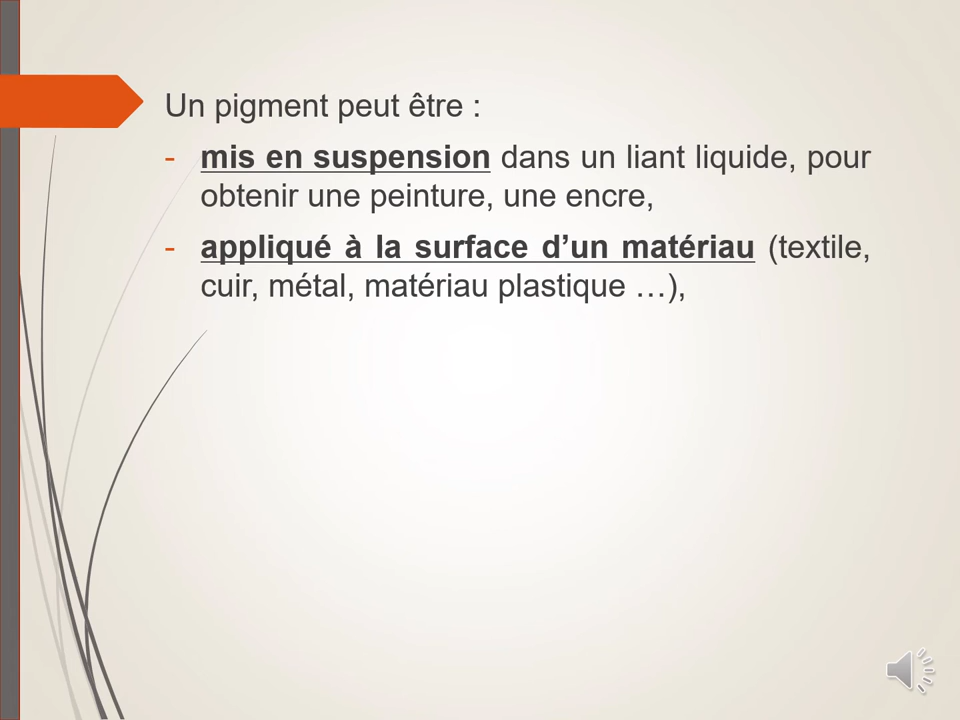 Un pigment peut être :
- mis en suspension dans un liant liquide, pour
obtenir une peinture, une encre,
- appliqué à la surface d’un matériau (textile,
cuir, métal, matériau plastique …),